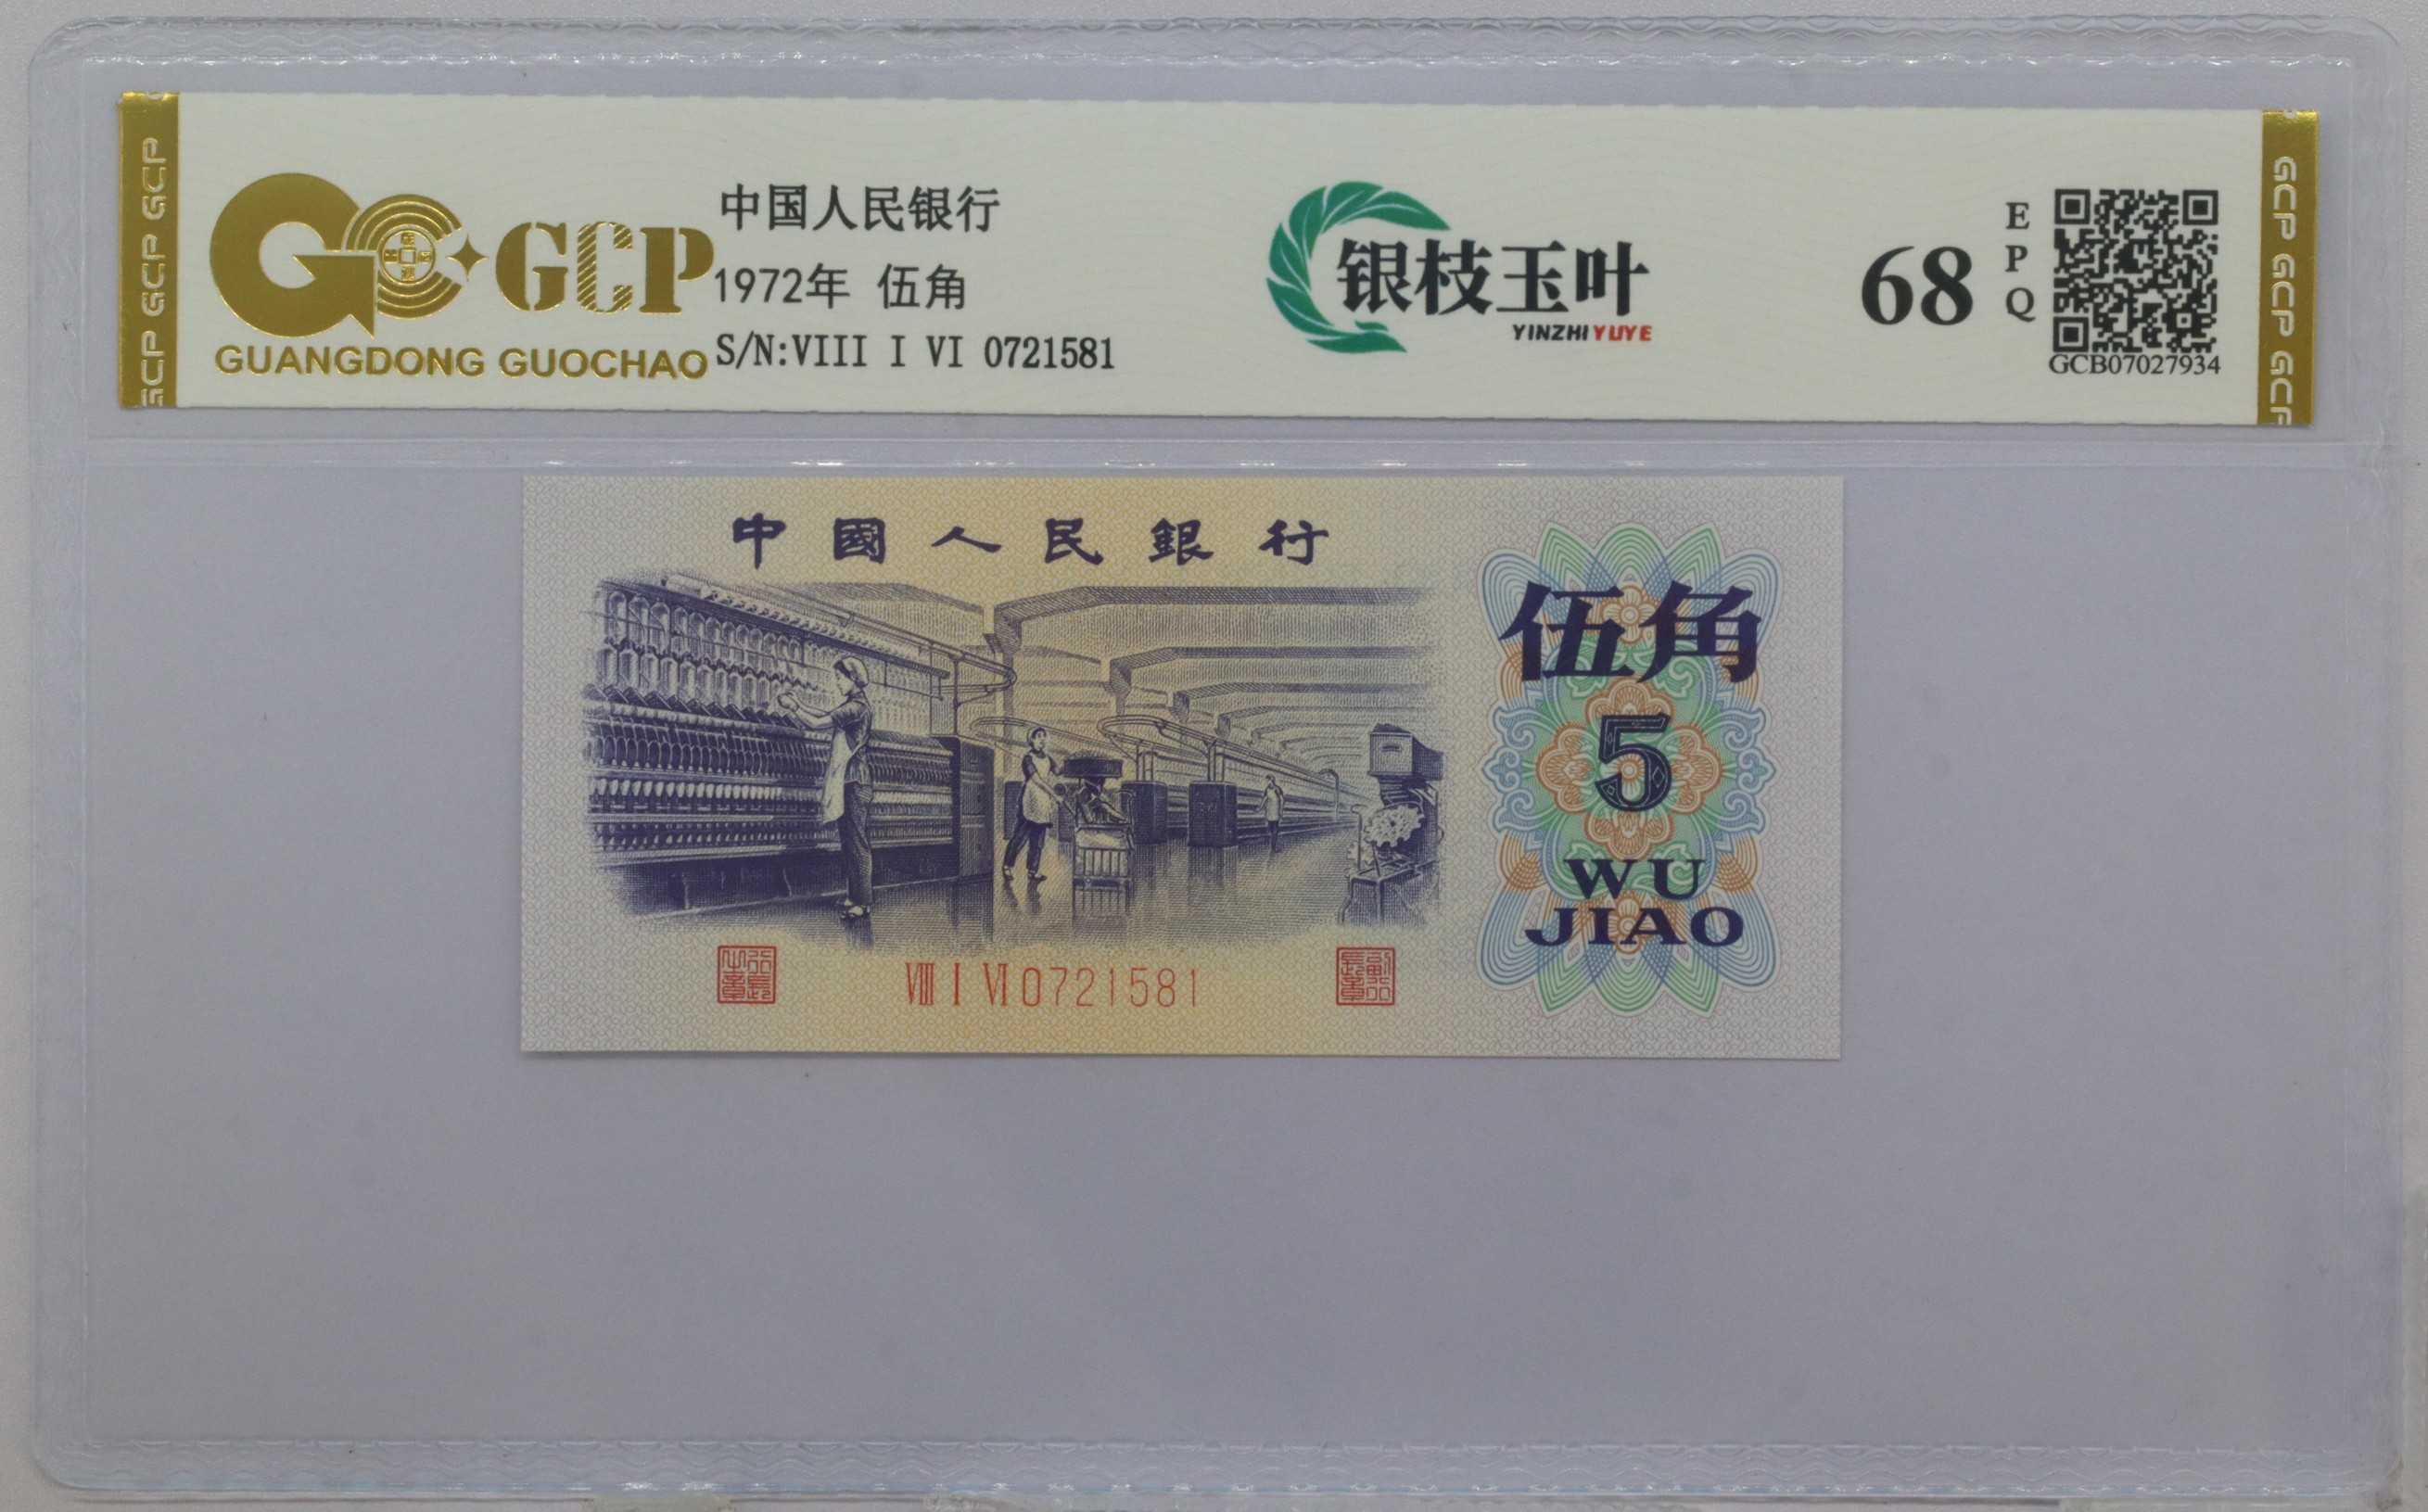 GCP GCP GCP
GCP
GUANGDONG GUOCHAO
中国人民银行
1972年 伍角
S/N:VIII I VI 0721581
银枝玉叶
YINZHI YUYE
68
EPQ
GCB07027934
GCP GCP GCP
中國人民銀行
伍角
5
WU
JIAO
VIII I VI 0721581